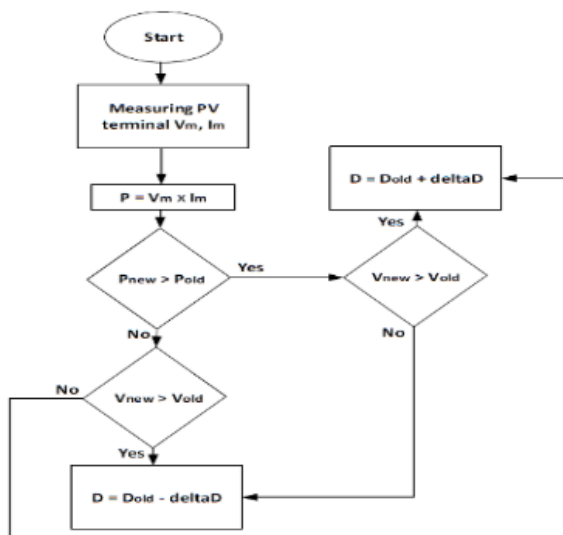 Start
Measuring PV
terminal Vm, Im
D = Dold + deltaD
P = Vm x Im
Yes
Pnew > Pold
Yes
Vnew > Vold
No
No
No
Vnew > Vold
Yes
D = Dold - deltaD